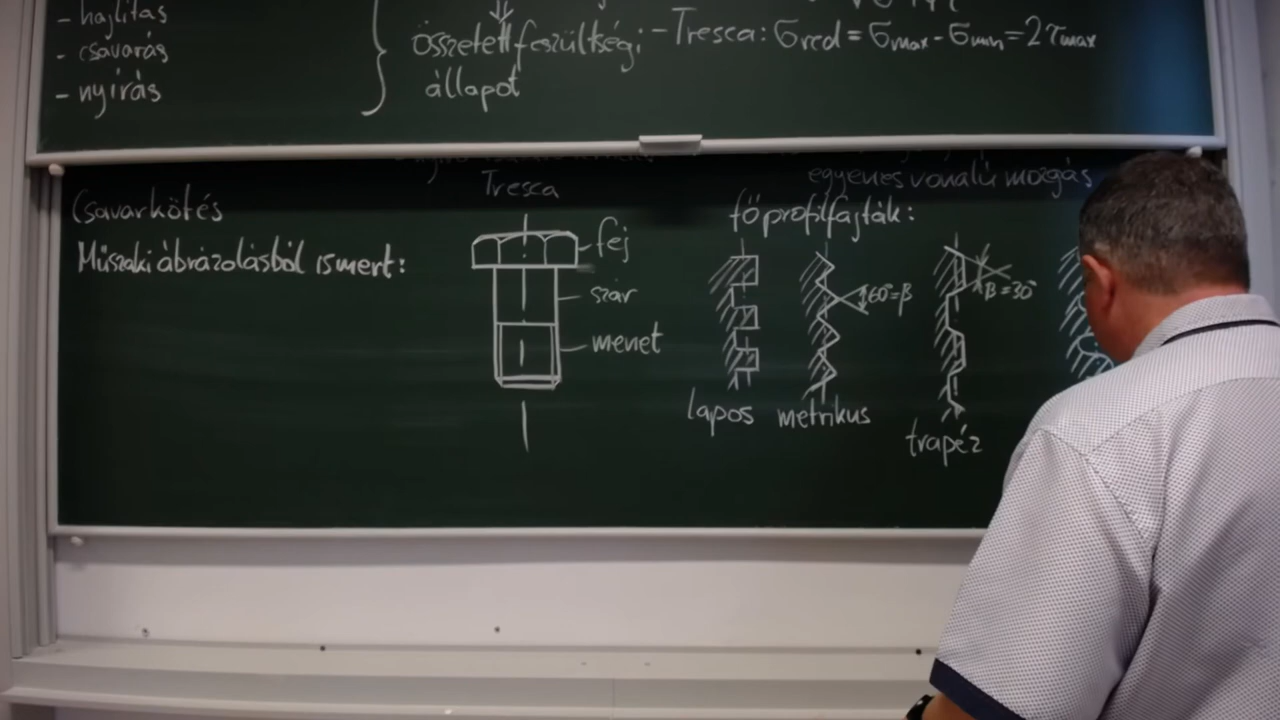 - hajlítás
- csavarás
- nyírás
összetett feszültségi
állapot
- Tresca: σred = σmax - σmin = 2τmax
Tresca
egyenes vonalú mozgás
Csavarkötés
Műszaki ábrázolásból ismert:
fej
szár
menet
főprofilfajták:
60°=β
β=30°
lapos
metrikus
trapéz